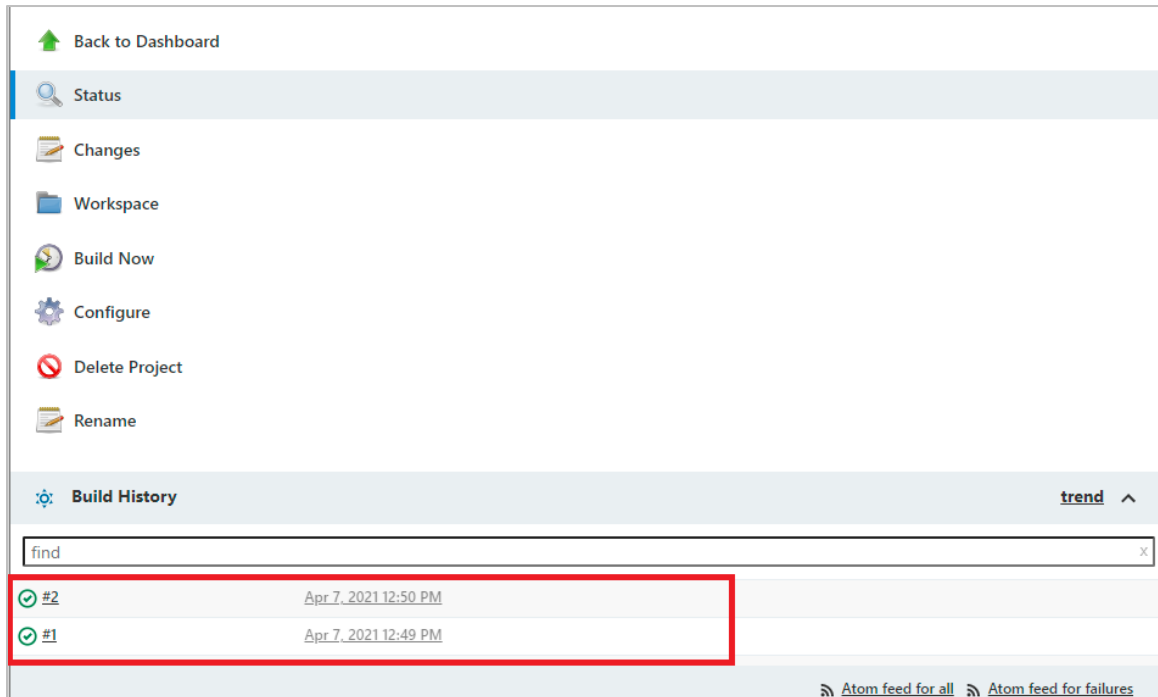 Back to Dashboard
Status
Changes
Workspace
Build Now
Configure
Delete Project
Rename
Build History trend
find x
#2 Apr 7, 2021 12:50 PM
#1 Apr 7, 2021 12:49 PM
Atom feed for all Atom feed for failures